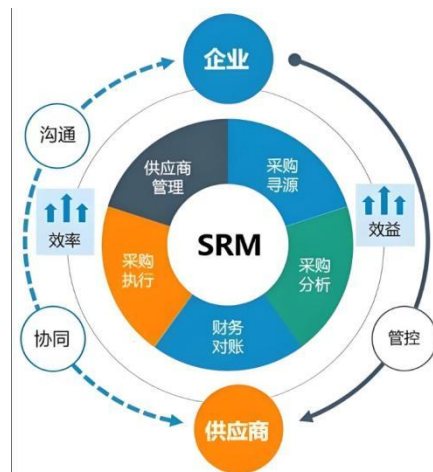 企业
沟通
供应商
管理
采购
寻源
效率
效益
SRM
采购
执行
采购
分析
财务
对账
协同
管控
供应商